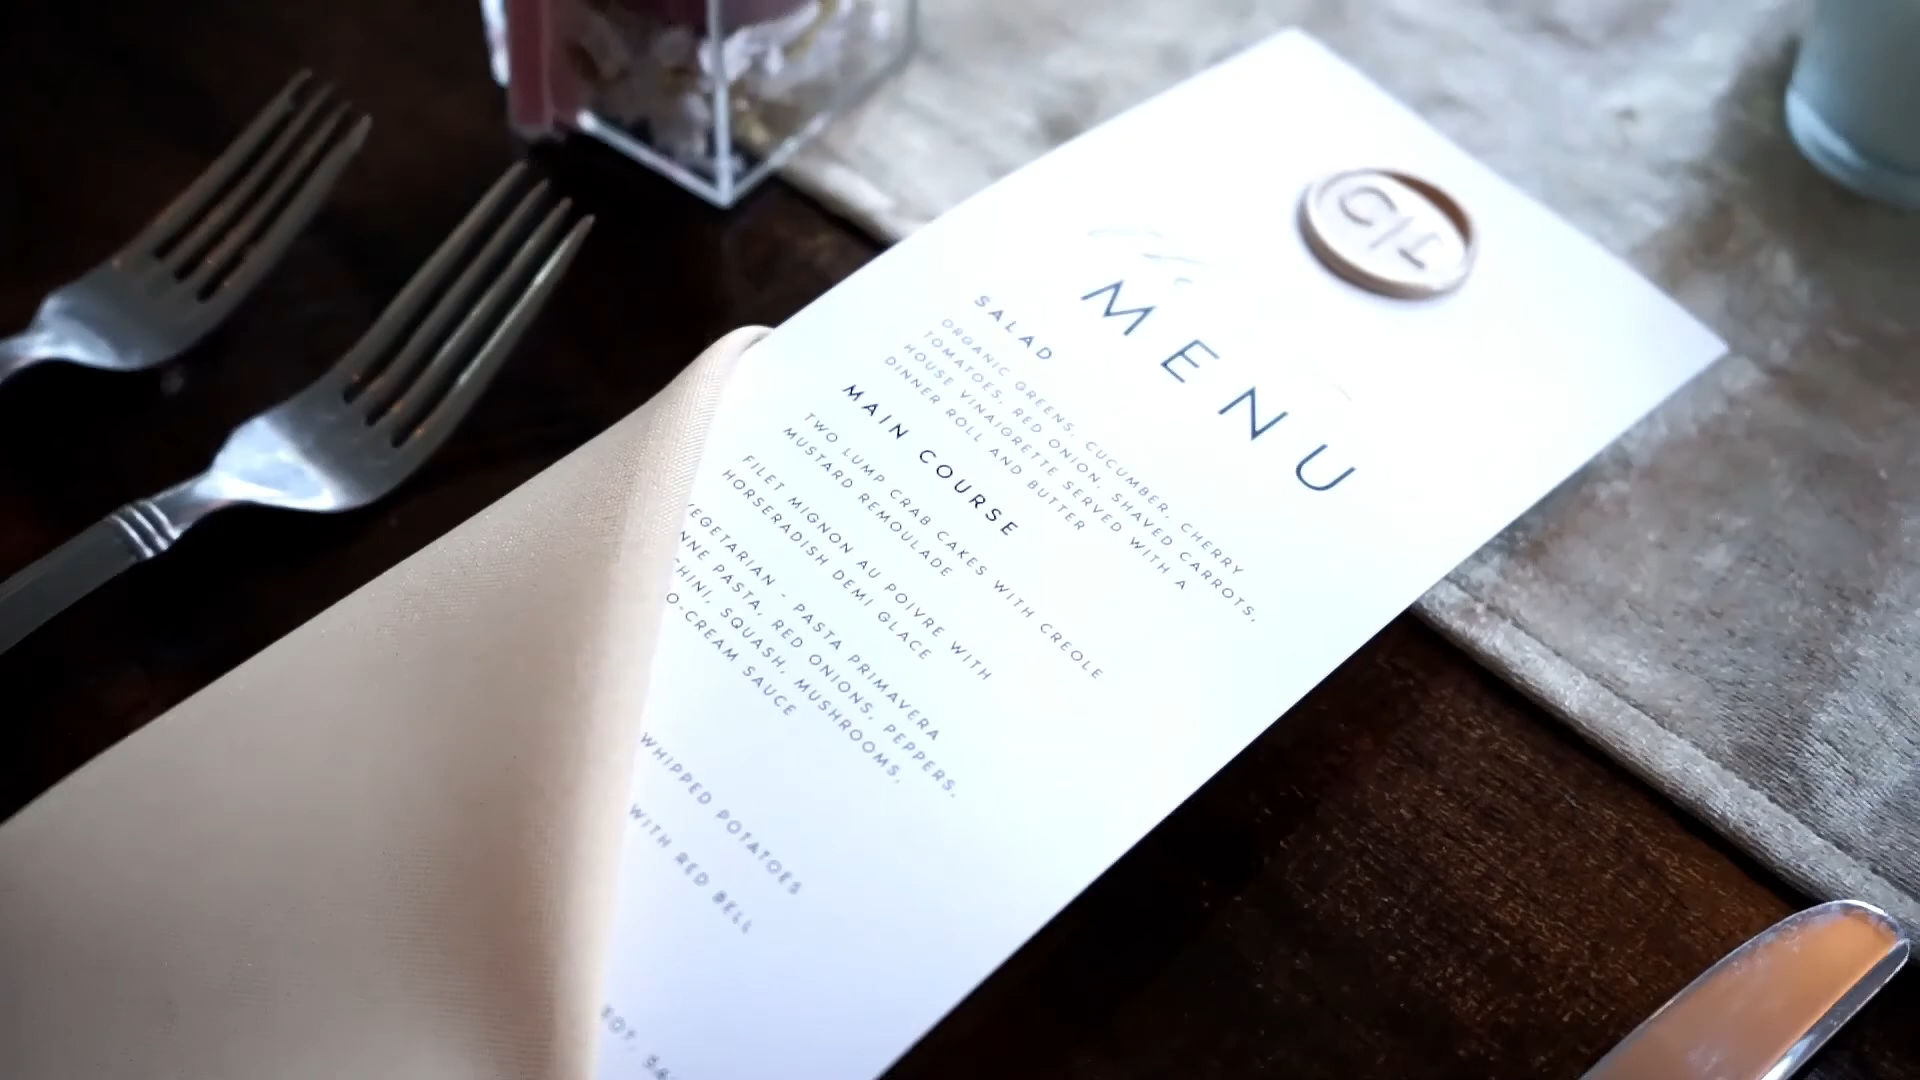 MENU
SALAD
ORGANIC GREENS, CUCUMBER, CHERRY
TOMATOES, RED ONION, SHAVED CARROTS,
HOUSE VINAIGRETTE SERVED WITH A
DINNER ROLL AND BUTTER
MAIN COURSE
TWO LUMP CRAB CAKES WITH CREOLE
MUSTARD REMOULADE
FILET MIGNON AU POIVRE WITH
HORSERADISH DEMI GLACE
VEGETARIAN - PASTA PRIMAVERA
NNE PASTA, RED ONIONS, PEPPERS,
CHINI, SQUASH, MUSHROOMS,
O-CREAM SAUCE
WHIPPED POTATOES
WITH RED BELL